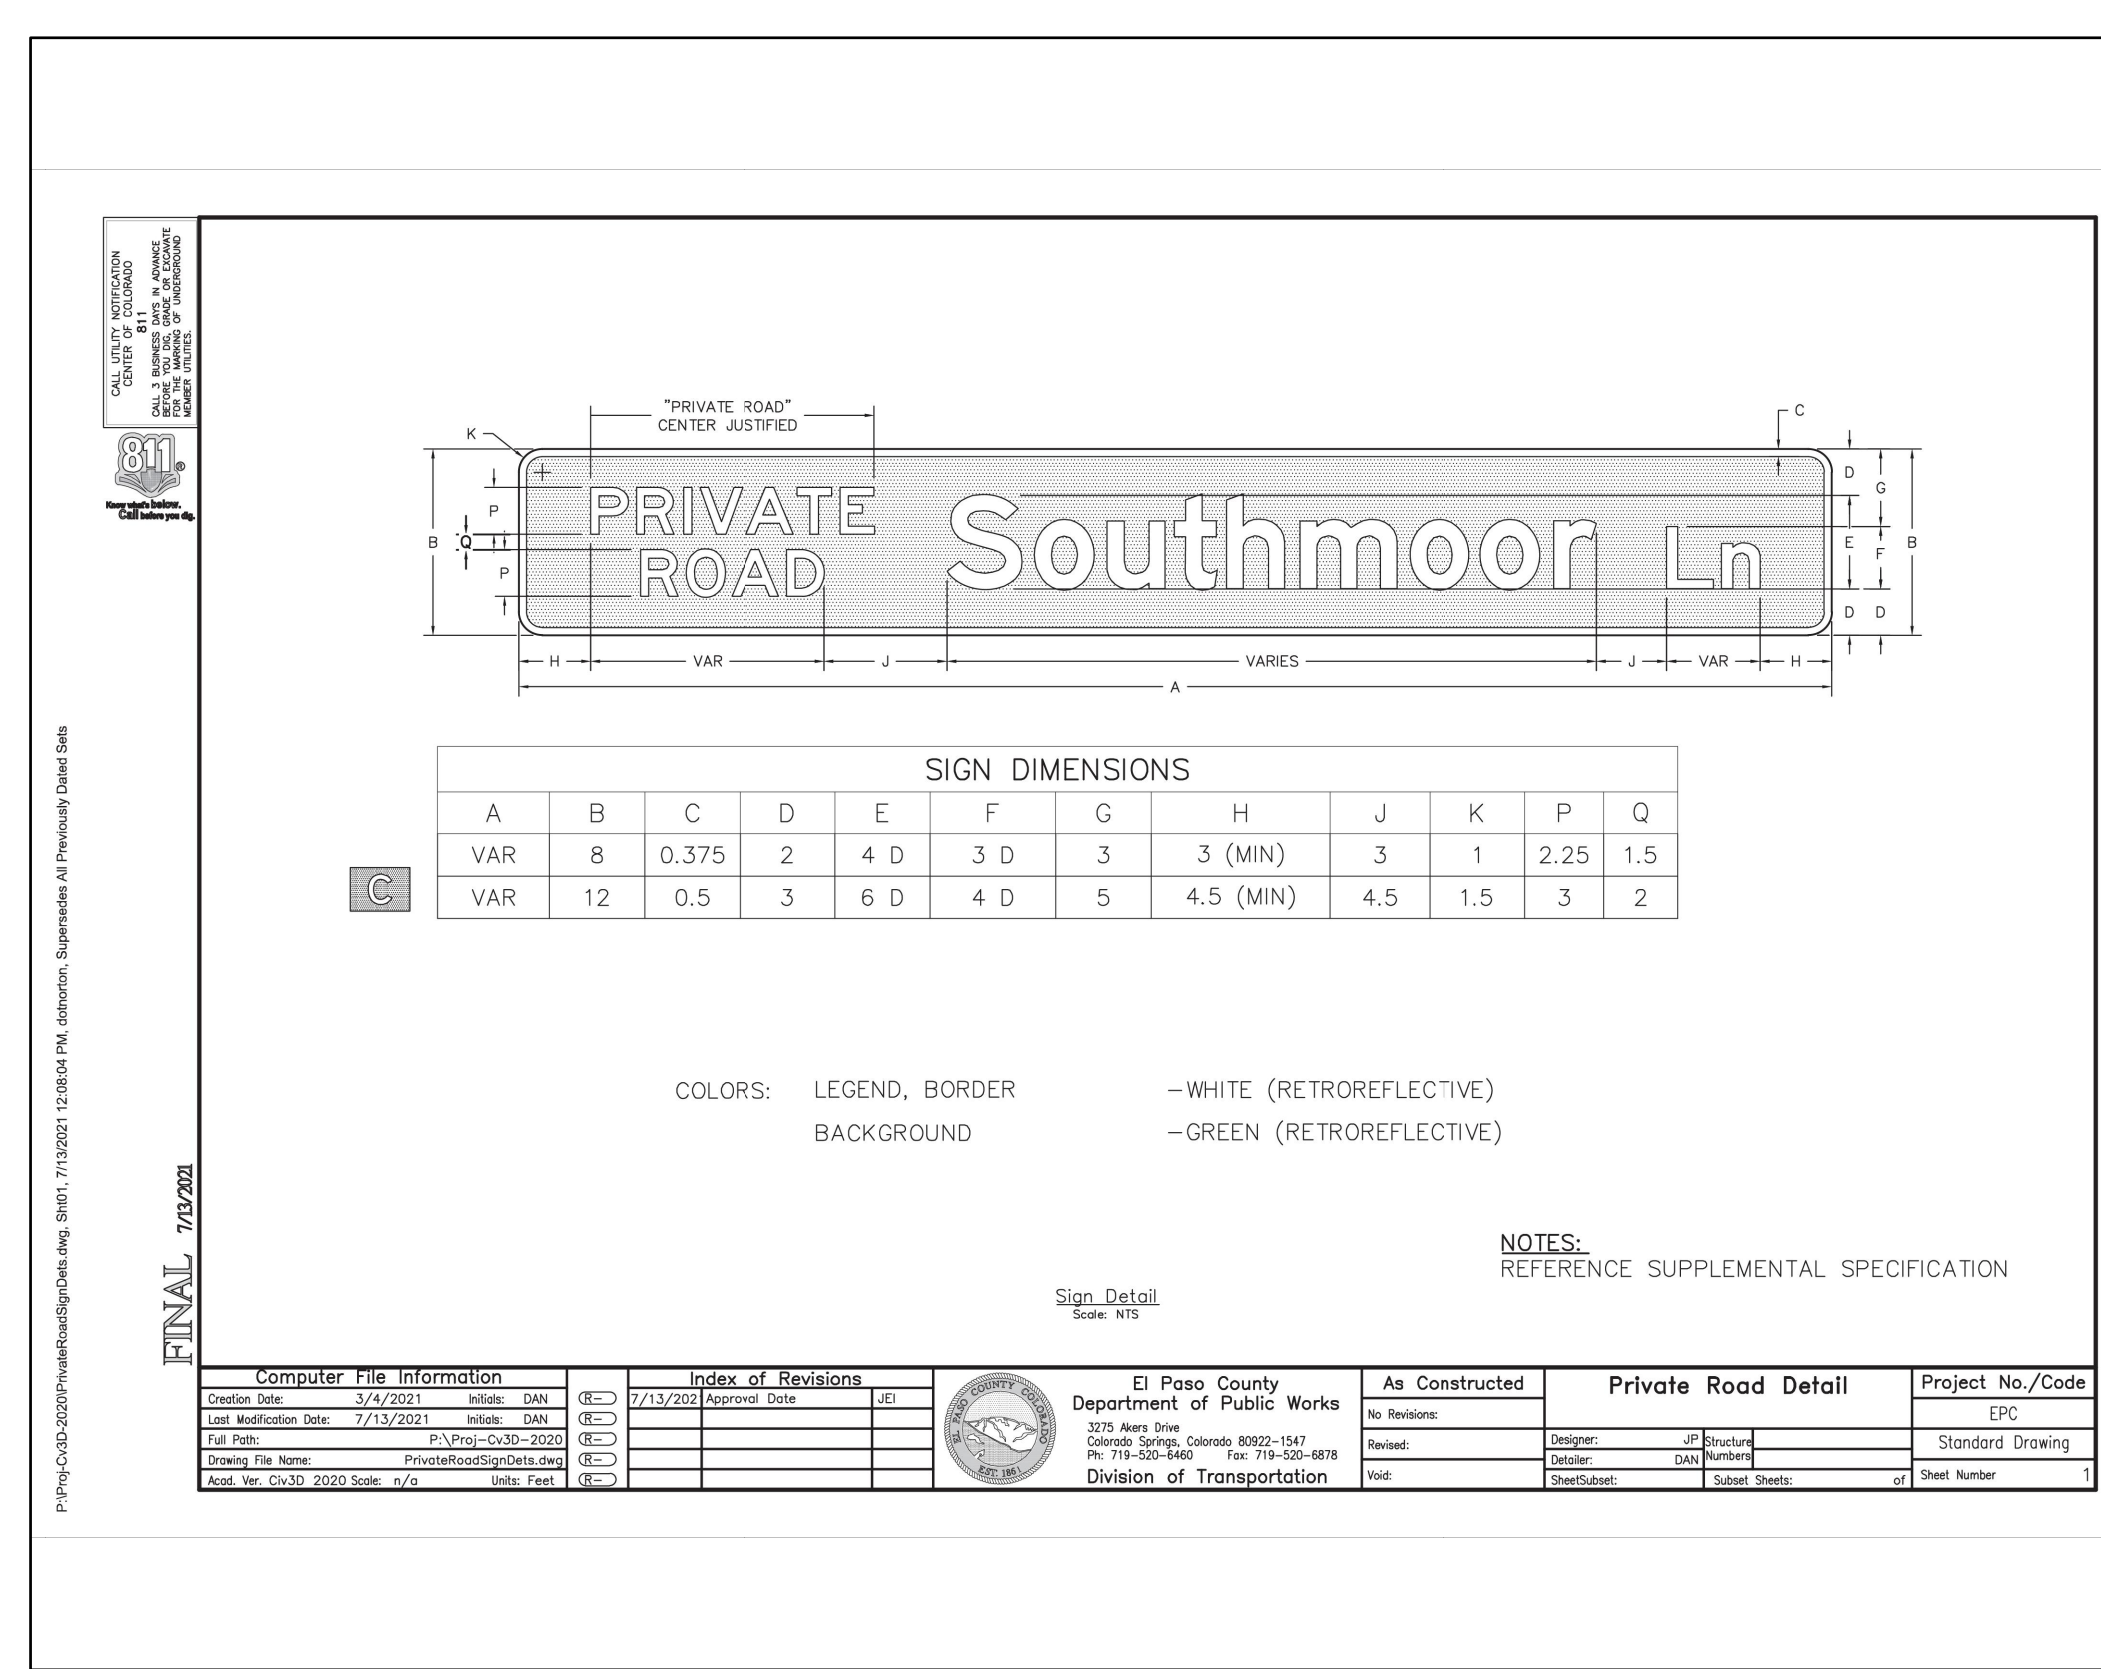 CALL UTILITY NOTIFICATION
CENTER OF COLORADO
811
CALL 3 BUSINESS DAYS IN ADVANCE
BEFORE YOU DIG, GRADE OR EXCAVATE
FOR THE MARKING OF UNDERGROUND
MEMBER UTILITIES.
811®
Know what's below.
Call before you dig.
P:\Proj-Cv3D-2020\PrivateRoadSignDets.dwg, Sht01, 7/13/2021 12:08:04 PM, dotnorton, Supersedes All Previously Dated Sets
FINAL 7/13/2021
"PRIVATE ROAD"
CENTER JUSTIFIED
K
C
PRIVATE
ROAD
Southmoor Ln
B P Q P
D G E F B D D
H VAR J VARIES J VAR H
A
SIGN DIMENSIONS
A B C D E F G H J K P Q
VAR 8 0.375 2 4 D 3 D 3 3 (MIN) 3 1 2.25 1.5
C VAR 12 0.5 3 6 D 4 D 5 4.5 (MIN) 4.5 1.5 3 2
COLORS: LEGEND, BORDER -WHITE (RETROREFLECTIVE)
BACKGROUND -GREEN (RETROREFLECTIVE)
NOTES:
REFERENCE SUPPLEMENTAL SPECIFICATION
Sign Detail
Scale: NTS
Computer File Information
Creation Date: 3/4/2021 Initials: DAN
Last Modification Date: 7/13/2021 Initials: DAN
Full Path: P:\Proj-Cv3D-2020
Drawing File Name: PrivateRoadSignDets.dwg
Acad. Ver. Civ3D 2020 Scale: n/a Units: Feet
R-
R-
R-
R-
R-
Index of Revisions
7/13/202 Approval Date JEI
EL PASO COUNTY COLORADO
EST. 1861
El Paso County
Department of Public Works
3275 Akers Drive
Colorado Springs, Colorado 80922-1547
Ph: 719-520-6460 Fax: 719-520-6878
Division of Transportation
As Constructed
No Revisions:
Revised:
Void:
Private Road Detail
Designer: JP
Detailer: DAN
Structure
Numbers
SheetSubset: Subset Sheets: of
Project No./Code
EPC
Standard Drawing
Sheet Number 1